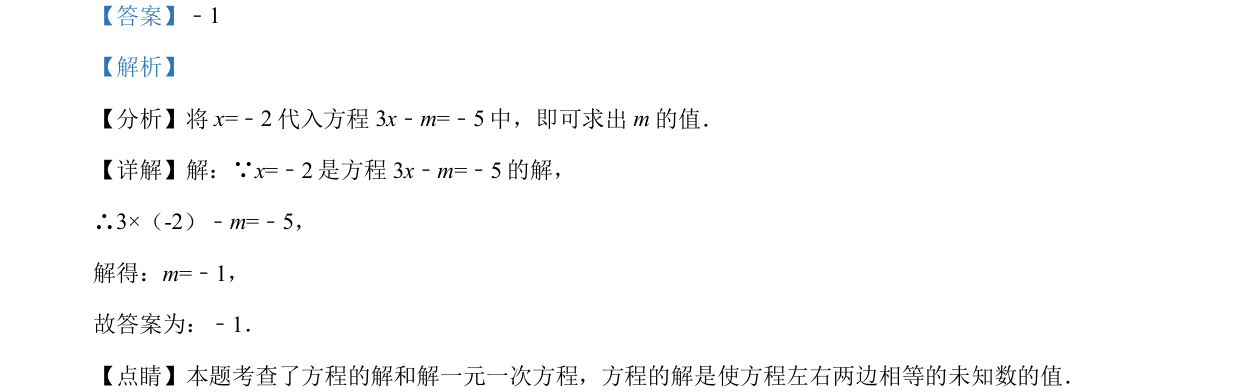 【答案】﹣1
【解析】
【分析】将 x=﹣2 代入方程 3x﹣m=﹣5 中，即可求出 m 的值．
【详解】解：∵x=﹣2 是方程 3x﹣m=﹣5 的解，
∴3×（-2）﹣m=﹣5，
解得：m=﹣1，
故答案为：﹣1．
【点睛】本题考查了方程的解和解一元一次方程，方程的解是使方程左右两边相等的未知数的值．